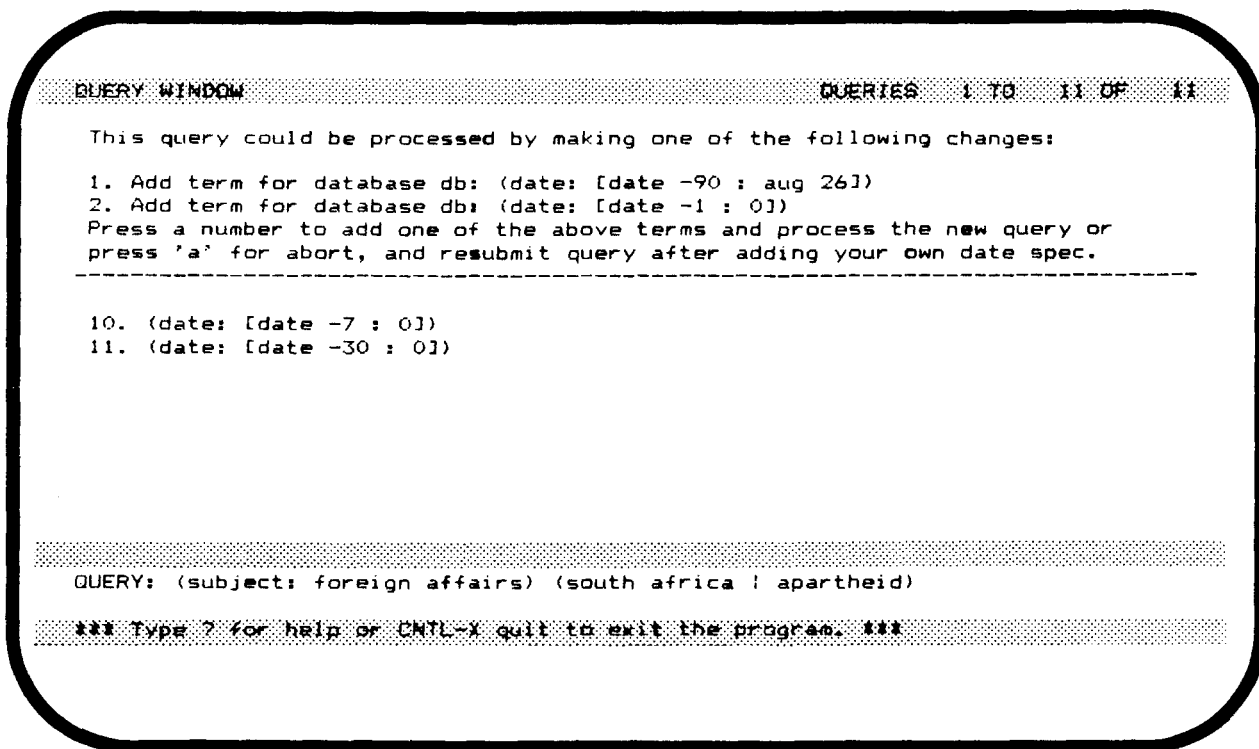 QUERY WINDOW QUERIES 1 TO 11 OF 11
This query could be processed by making one of the following changes:
1. Add term for database db: (date: [date -90 : aug 26])
2. Add term for database db: (date: [date -1 : 0])
Press a number to add one of the above terms and process the new query or
press 'a' for abort, and resubmit query after adding your own date spec.
--------------------------------------------------------------------------------
10. (date: [date -7 : 0])
11. (date: [date -30 : 0])
QUERY: (subject: foreign affairs) (south africa ¦ apartheid)
*** Type ? for help or CNTL-X quit to exit the program. ***